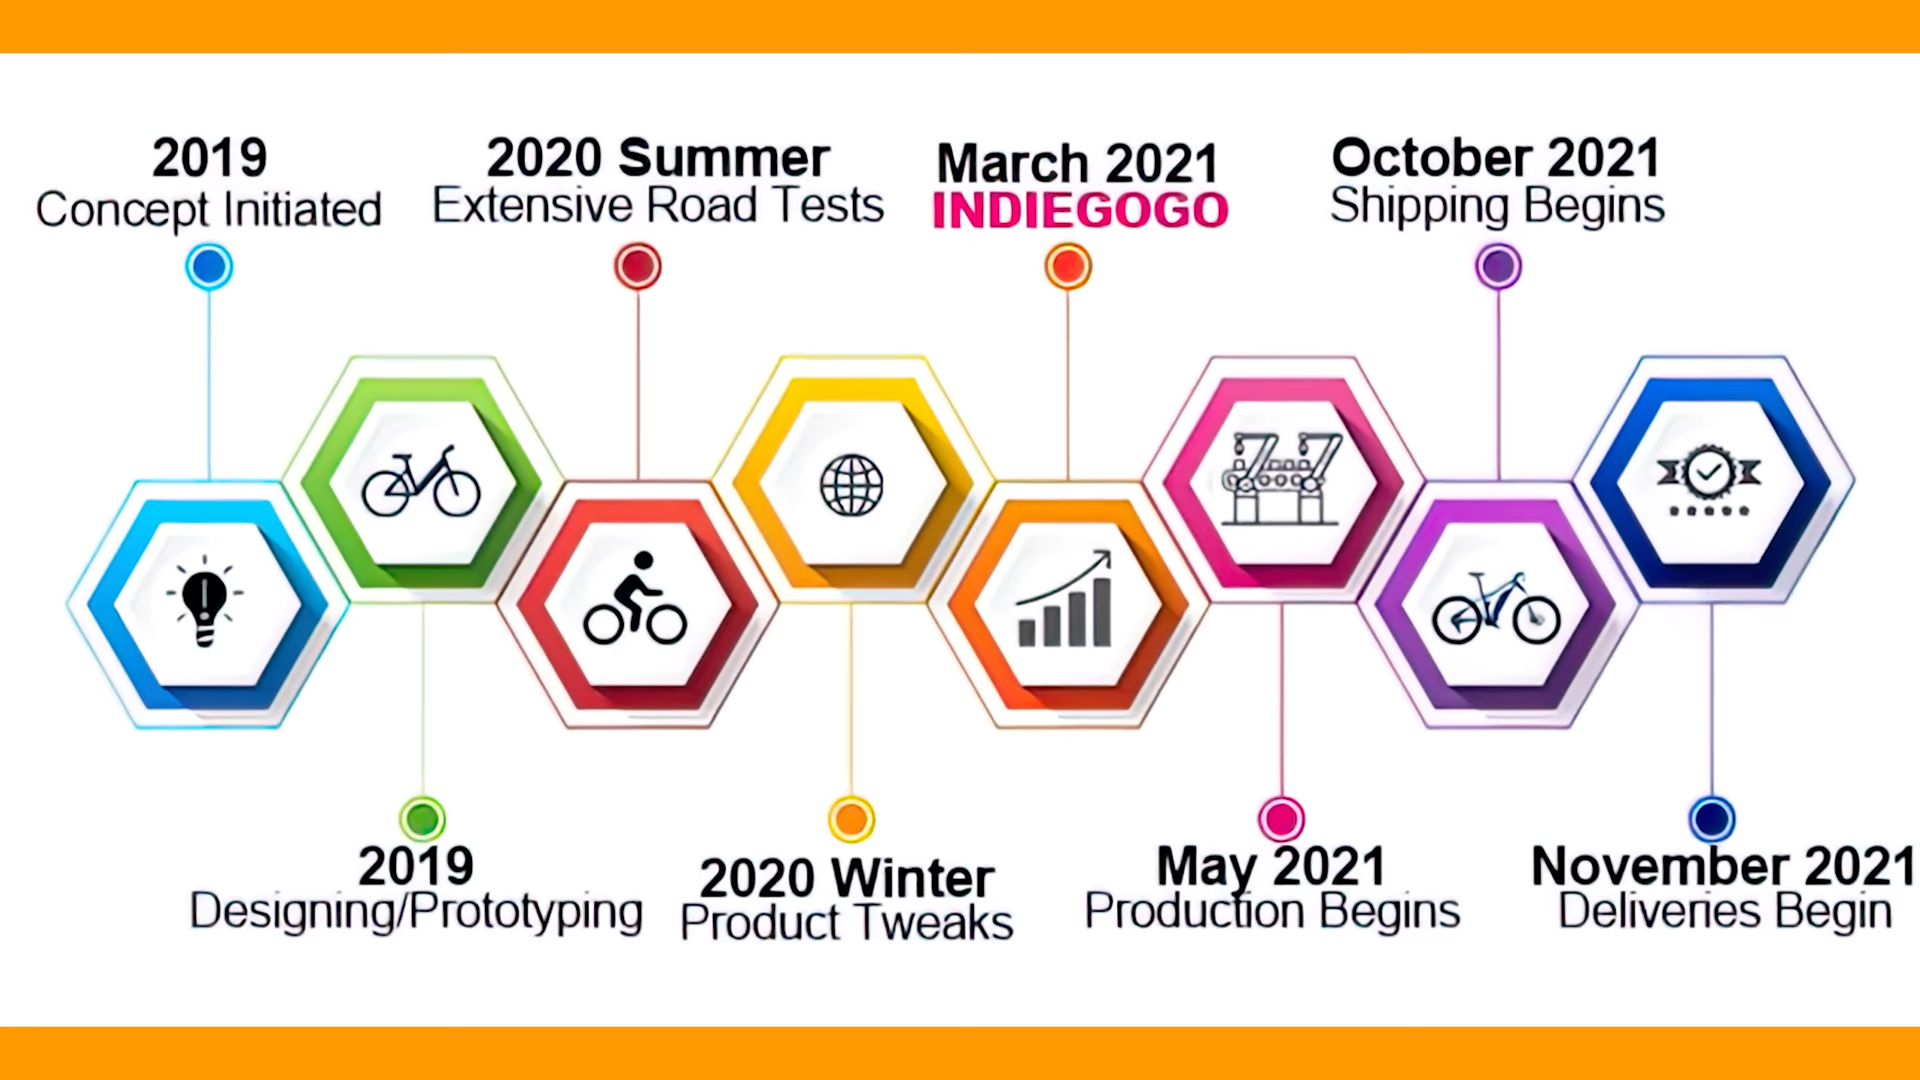 2019
Concept Initiated
2020 Summer
Extensive Road Tests
March 2021
INDIEGOGO
October 2021
Shipping Begins
2019
Designing/Prototyping
2020 Winter
Product Tweaks
May 2021
Production Begins
November 2021
Deliveries Begin